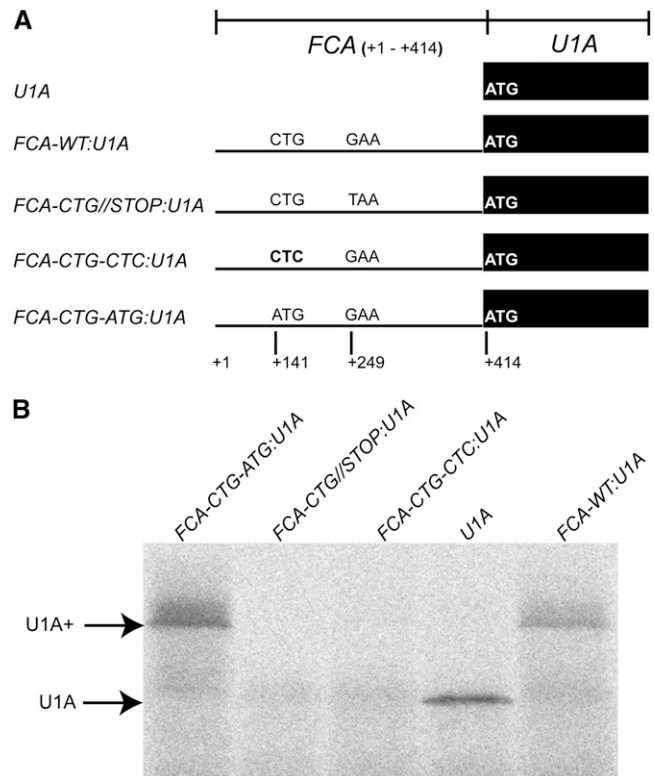 A
FCA (+1 - +414) U1A
U1A ATG
FCA-WT:U1A CTG GAA ATG
FCA-CTG//STOP:U1A CTG TAA ATG
FCA-CTG-CTC:U1A CTC GAA ATG
FCA-CTG-ATG:U1A ATG GAA ATG
+1 +141 +249 +414
B
FCA-CTG-ATG:U1A
FCA-CTG//STOP:U1A
FCA-CTG-CTC:U1A
U1A
FCA-WT:U1A
U1A+
U1A